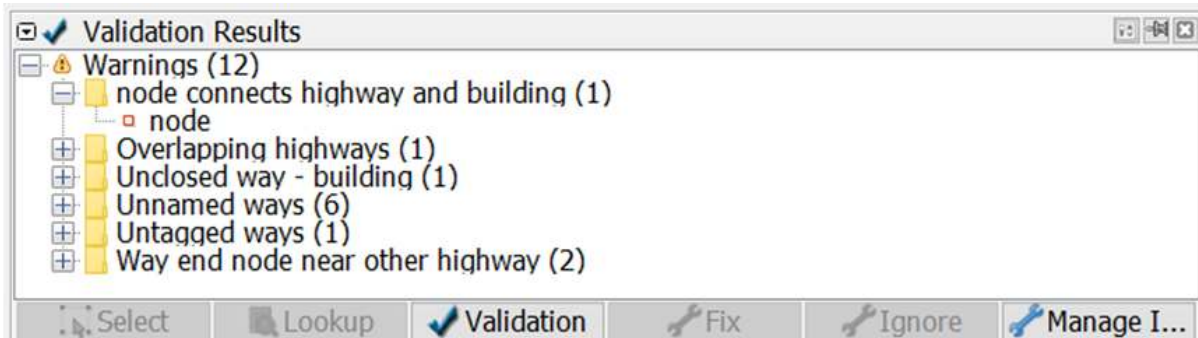 Validation Results
Warnings (12)
node connects highway and building (1)
node
Overlapping highways (1)
Unclosed way - building (1)
Unnamed ways (6)
Untagged ways (1)
Way end node near other highway (2)
Select Lookup Validation Fix Ignore Manage I...